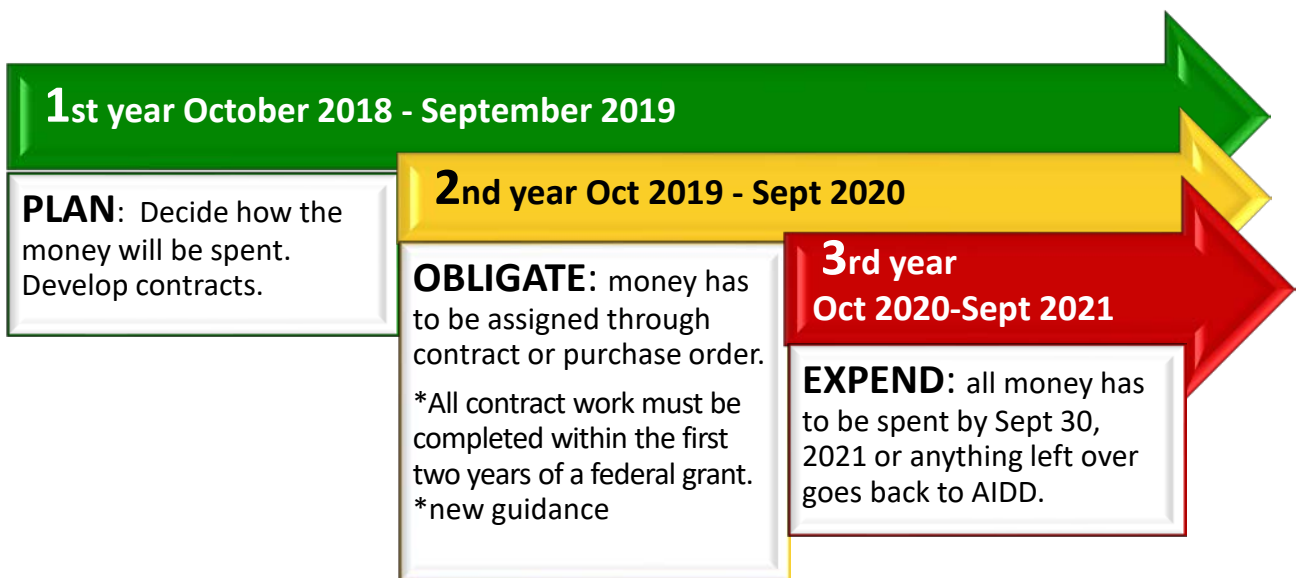 1st year October 2018 - September 2019
PLAN: Decide how the
money will be spent.
Develop contracts.
2nd year Oct 2019 - Sept 2020
OBLIGATE: money has
to be assigned through
contract or purchase order.
*All contract work must be
completed within the first
two years of a federal grant.
*new guidance
3rd year
Oct 2020-Sept 2021
EXPEND: all money has
to be spent by Sept 30,
2021 or anything left over
goes back to AIDD.